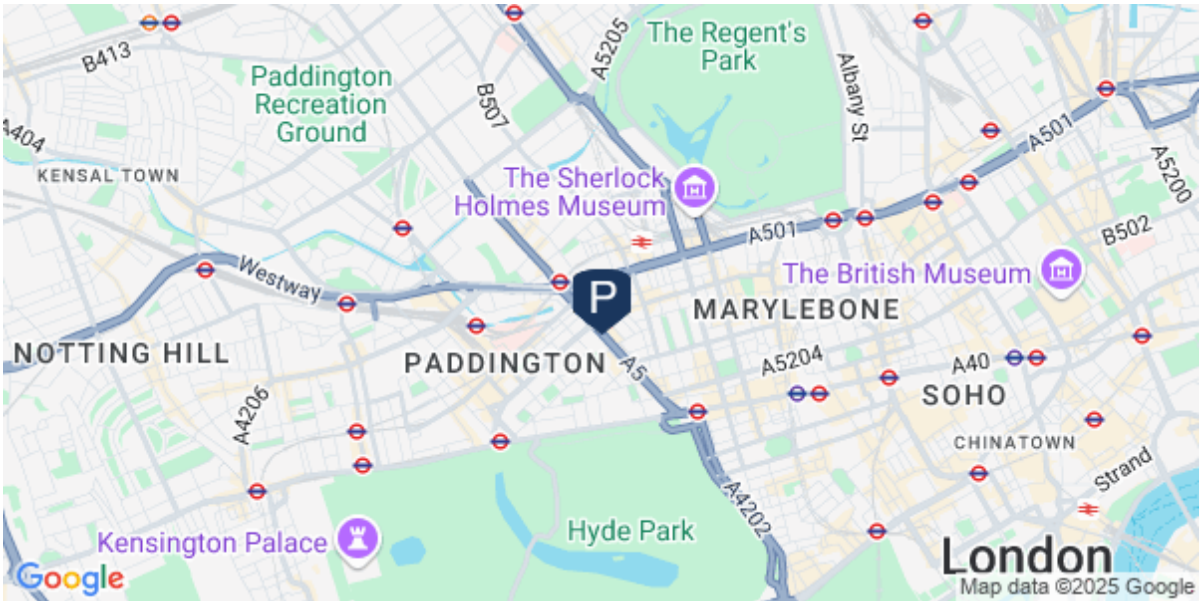 B413
A5205
The Regent's
Park
Paddington
Recreation
Ground
B507
Albany St
A404
A501
A5200
KENSAL TOWN
The Sherlock
Holmes Museum
A501
B502
Westway
The British Museum
P
MARYLEBONE
NOTTING HILL
PADDINGTON
A5
A5204
A40
SOHO
A4206
CHINATOWN
Strand
A4202
Hyde Park
Kensington Palace
London
Google
Map data ©2025 Google